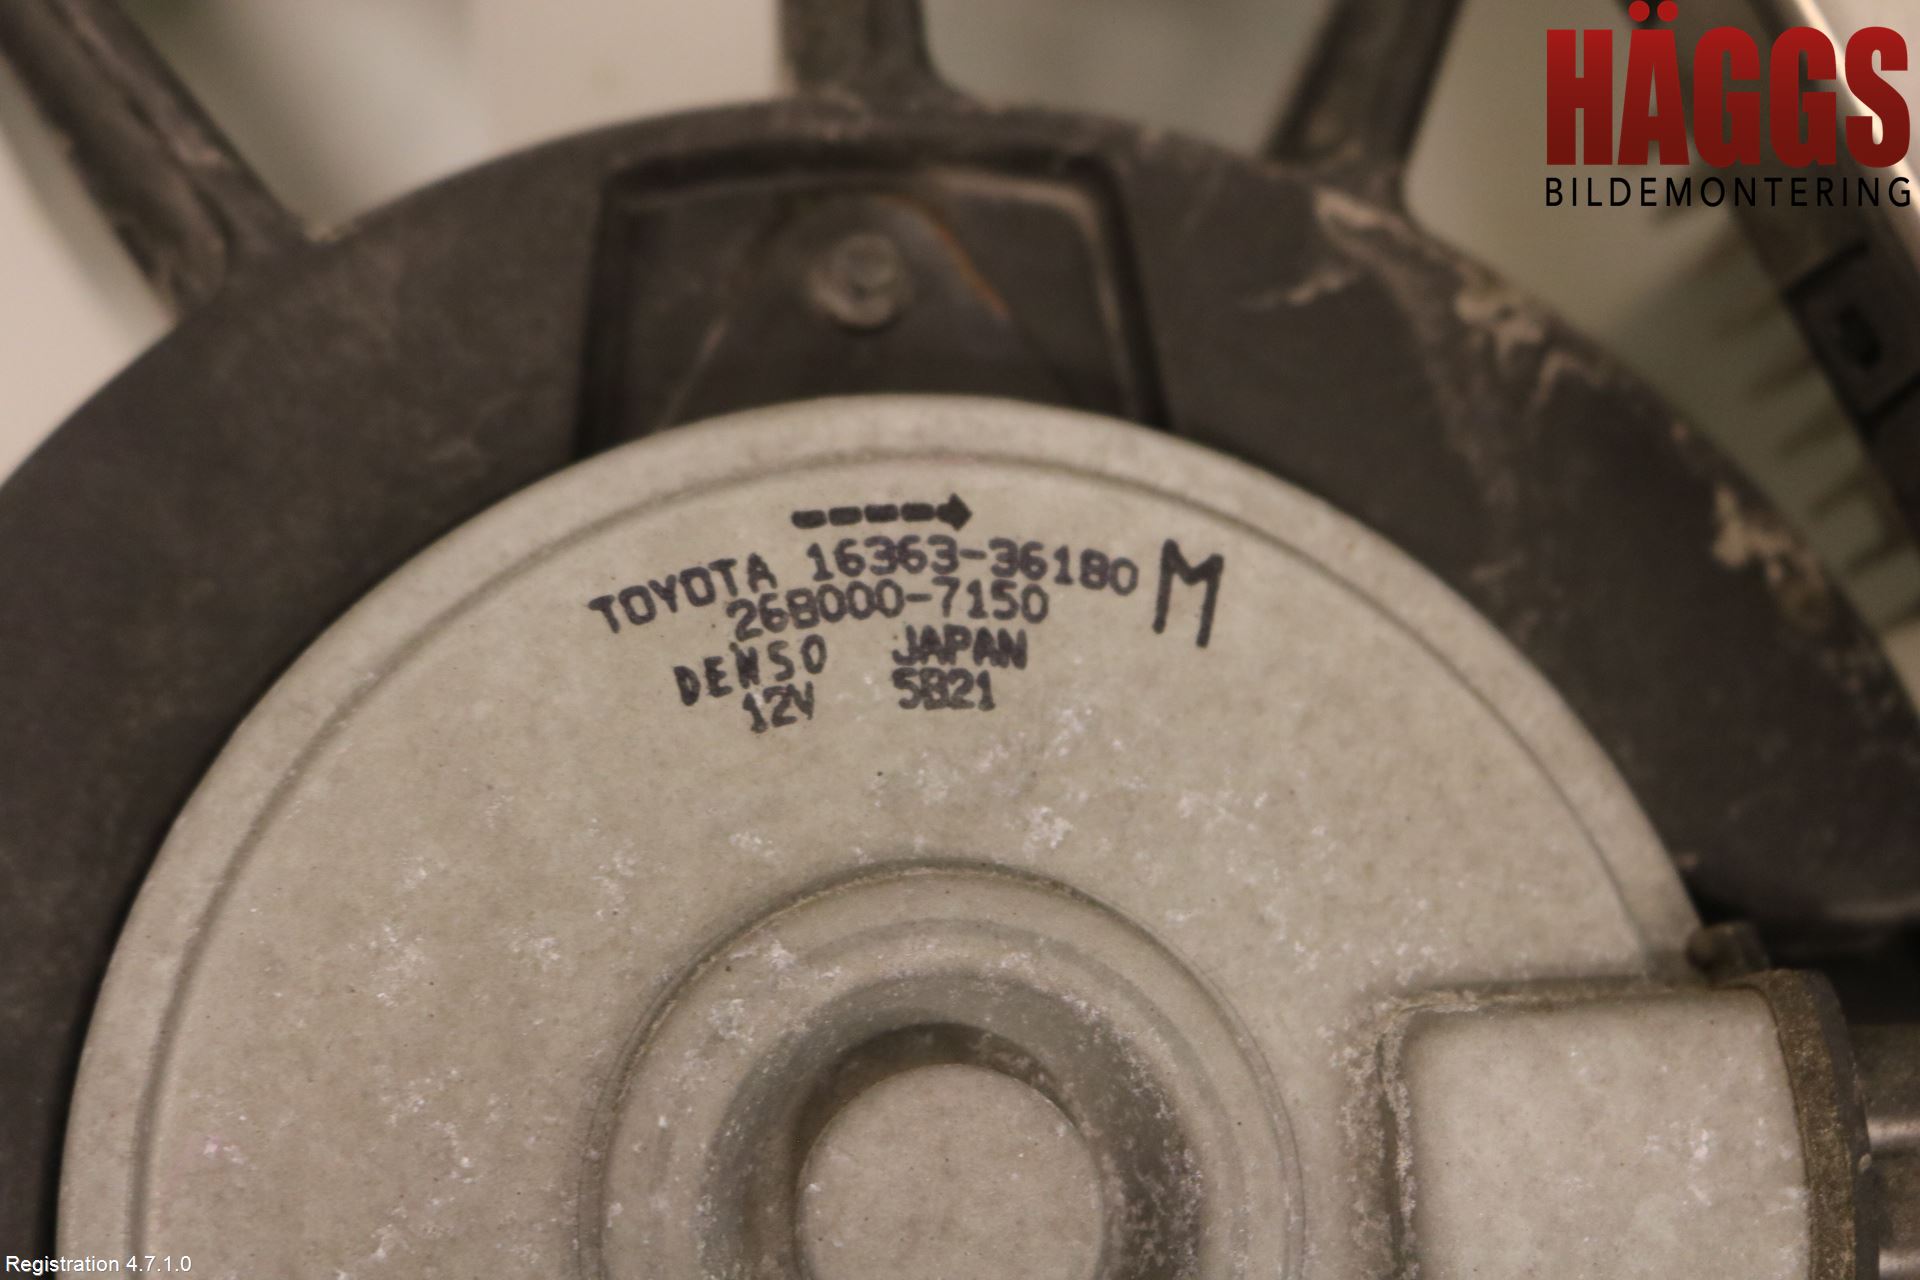 HÄGGS
BILDEMONTERING
TOYOTA 16363-36180 M
268000-7150
DENSO JAPAN
12V 5B21
Registration 4.7.1.0